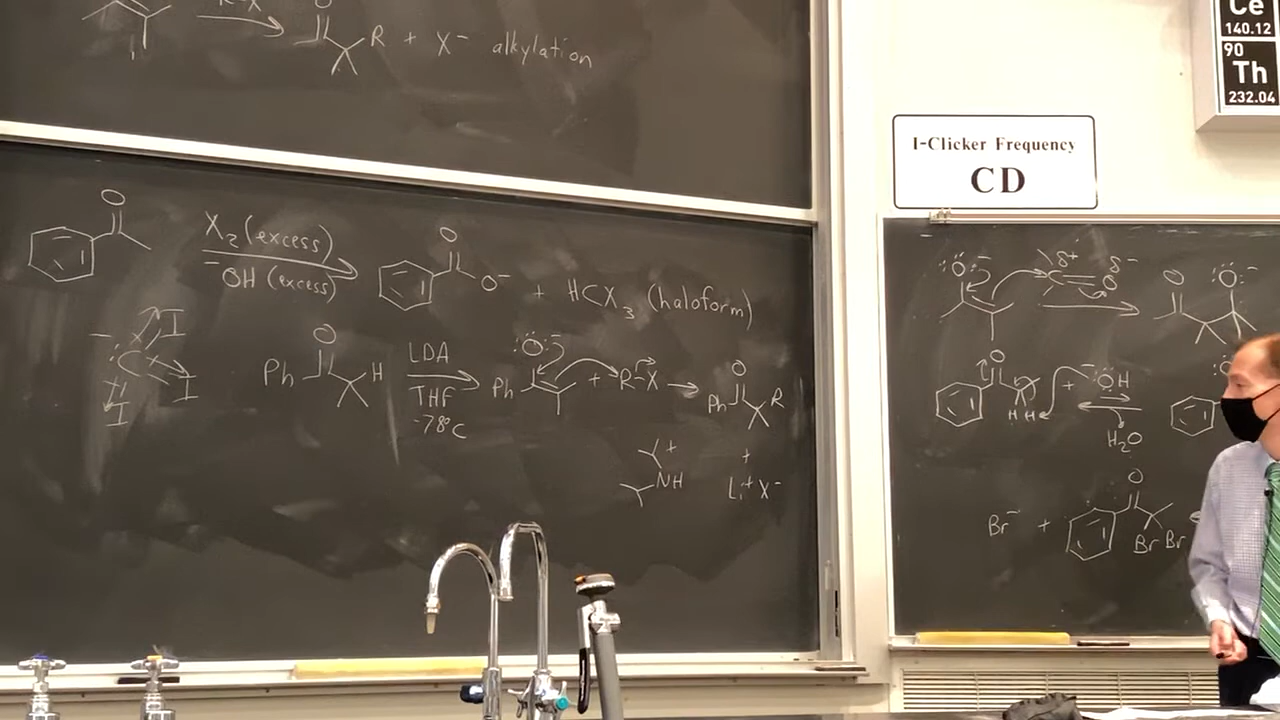 O
R-X
R + X⁻ alkylation
O
X₂ (excess)
⁻OH (excess)
O
O⁻
+ HCX₃ (haloform)
⁻ C I
I
I
O
Ph H
LDA
THF
-78°C
:Ö:⁻
Ph + R-X
O
Ph R
+
NH
+
Li⁺ X⁻
Ce
140.12
90
Th
232.04
I-Clicker Frequency
CD
:Ö:⁻
δ+ δ-
C O
O
:Ö:⁻
O
H H
+ ⁻:ÖH
H₂O
Br⁻ +
O
Br Br